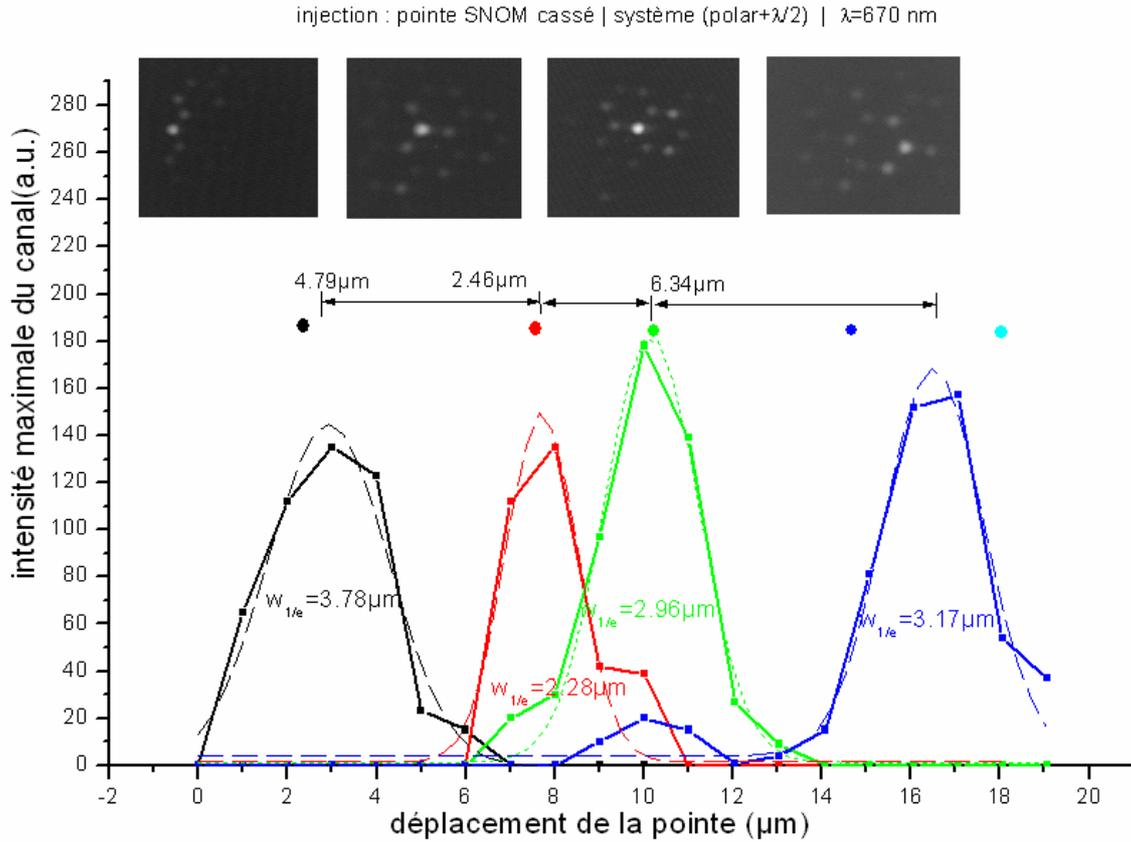 injection : pointe SNOM cassé | système (polar+λ/2) | λ=670 nm
intensité maximale du canal(a.u.)
280
260
240
220
200
180
160
140
120
100
80
60
40
20
0
4.79µm 2.46µm 6.34µm
w1/e=3.78µm
w1/e=2.28µm
w1/e=2.96µm
w1/e=3.17µm
-2 0 2 4 6 8 10 12 14 16 18 20
déplacement de la pointe (µm)